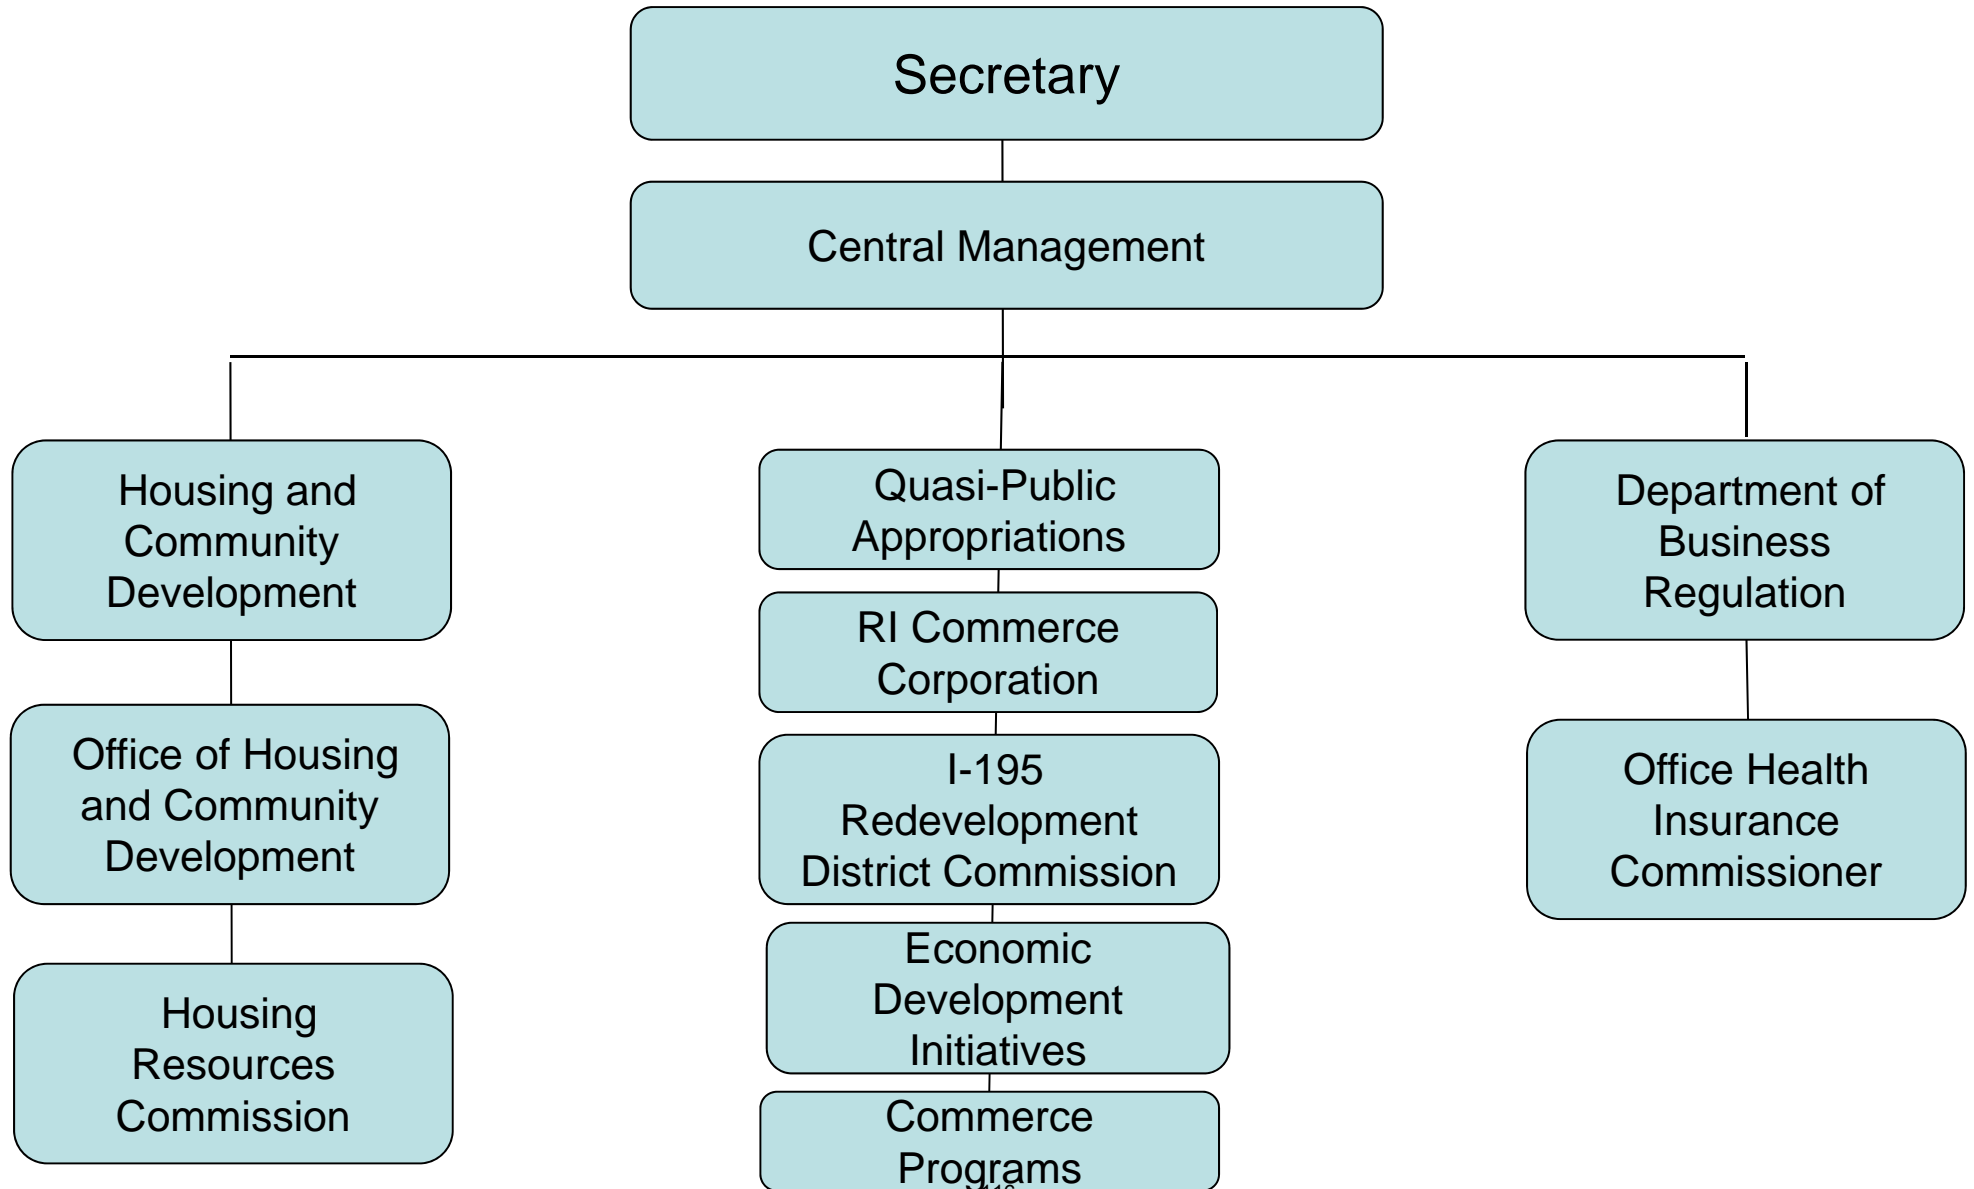 Secretary
Central Management
Housing and
Community
Development
Office of Housing
and Community
Development
Housing
Resources
Commission
Quasi-Public
Appropriations
RI Commerce
Corporation
I-195
Redevelopment
District Commission
Economic
Development
Initiatives
Commerce
Programs
Department of
Business
Regulation
Office Health
Insurance
Commissioner